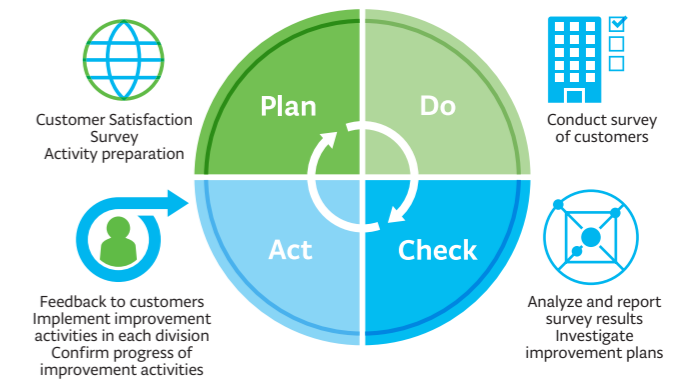 Plan
Customer Satisfaction
Survey
Activity preparation
Do
Conduct survey
of customers
Check
Analyze and report
survey results
Investigate
improvement plans
Act
Feedback to customers
Implement improvement
activities in each division
Confirm progress of
improvement activities